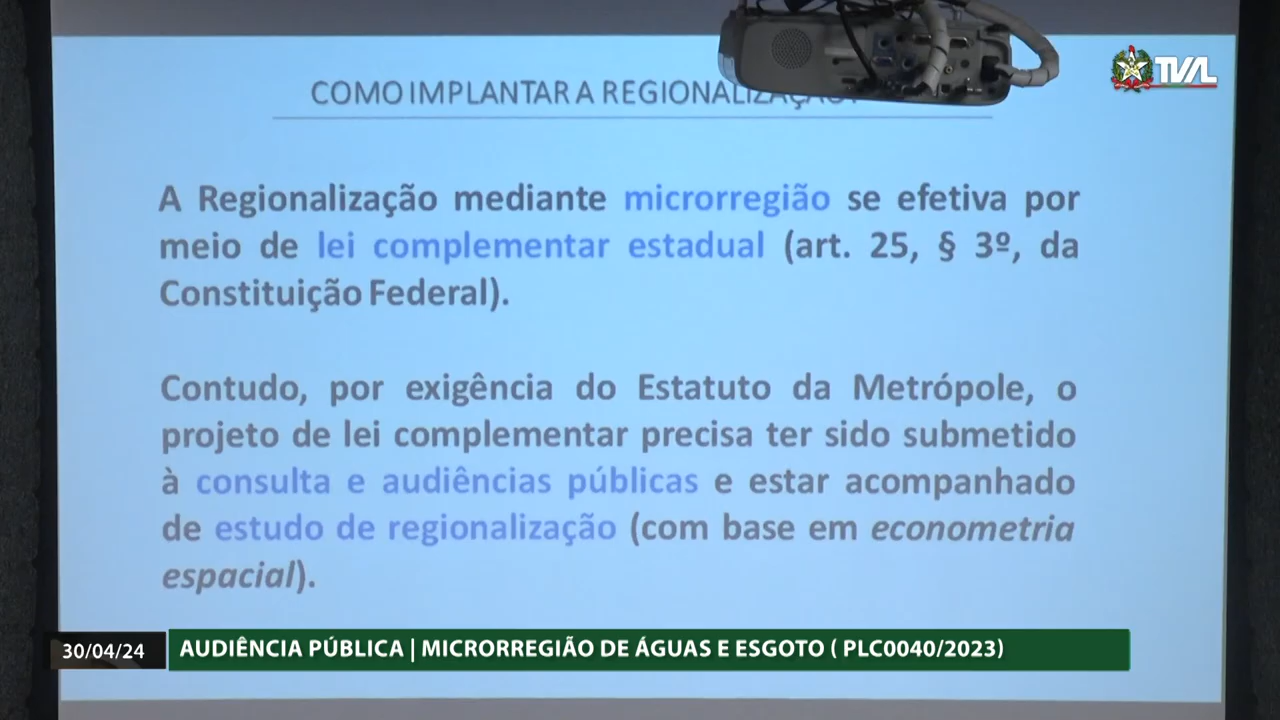 TVAL
COMO IMPLANTAR A REGIONALIZAÇÃO?
A Regionalização mediante microrregião se efetiva por
meio de lei complementar estadual (art. 25, § 3º, da
Constituição Federal).
Contudo, por exigência do Estatuto da Metrópole, o
projeto de lei complementar precisa ter sido submetido
à consulta e audiências públicas e estar acompanhado
de estudo de regionalização (com base em econometria
espacial).
30/04/24
AUDIÊNCIA PÚBLICA | MICRORREGIÃO DE ÁGUAS E ESGOTO ( PLC0040/2023)